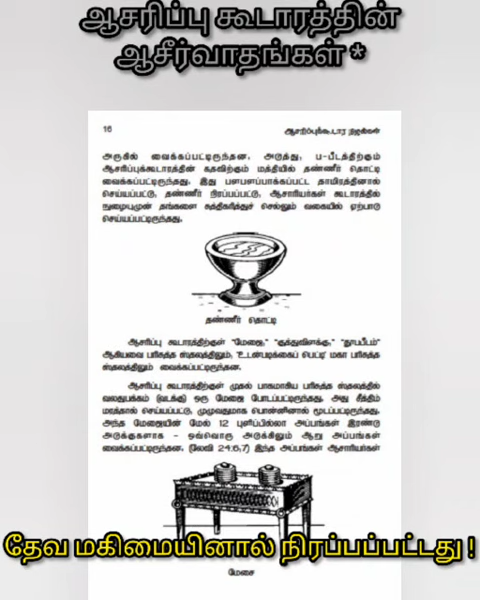 ஆசரிப்பு கூடாரத்தின்
ஆசீர்வாதங்கள் *
16 ஆசரிப்புக்கூடார நிழல்கள்
அருகில் வைக்கப்பட்டிருந்தன. அடுத்து, ப-பீடத்திற்கும்
ஆசரிப்புக்கூடாரத்தின் கதவிற்கும் மத்தியில் தண்ணீர் தொட்டி
வைக்கப்பட்டிருந்தது. இது பளபளப்பாக்கப்பட்ட தாமிரத்தினால்
செய்யப்பட்டு, தண்ணீர் நிரப்பப்பட்டு, ஆசாரியர்கள் கூடாரத்தில்
நுழையுமுன் தங்களை சுத்திகரித்துச் செல்லும் வகையில் ஏற்பாடு
செய்யப்பட்டிருந்தது.
தண்ணீர் தொட்டி
ஆசரிப்பு கூடாரத்திற்குள் "மேஜை," "குத்துவிளக்கு," "தூபபீடம்"
ஆகியவை பரிசுத்த ஸ்தலத்திலும், 'உடன்படிக்கைப் பெட்டி' மகா பரிசுத்த
ஸ்தலத்திலும் வைக்கப்பட்டிருந்தன.
ஆசரிப்பு கூடாரத்திற்குள் முதல் பாகமாகிய பரிசுத்த ஸ்தலத்தில்
வலதுபக்கம் (வடக்கு) ஒரு மேஜை போடப்பட்டிருந்தது. அது சீத்திம்
மரத்தால் செய்யப்பட்டு, முழுவதுமாக பொன்னினால் மூடப்பட்டிருந்தது.
அந்த மேஜையின் மேல் 12 புளிப்பில்லா அப்பங்கள் இரண்டு
அடுக்குகளாக - ஒவ்வொரு அடுக்கிலும் ஆறு அப்பங்கள்
வைக்கப்பட்டிருந்தன. (லேவி 24:6,7) இந்த அப்பங்கள் ஆசாரியர்கள்
தேவ மகிமையினால் நிரப்பப்பட்டது !
மேசை